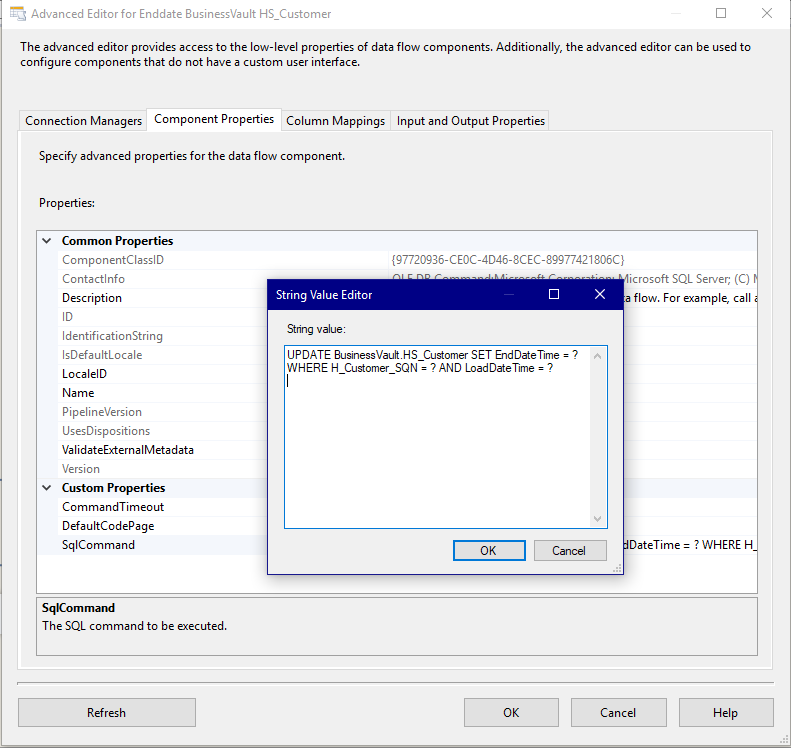 Advanced Editor for Enddate BusinessVault HS_Customer
The advanced editor provides access to the low-level properties of data flow components. Additionally, the advanced editor can be used to
configure components that do not have a custom user interface.
Connection Managers Component Properties Column Mappings Input and Output Properties
Specify advanced properties for the data flow component.
Properties:
Common Properties
ComponentClassID {97720936-CE0C-4D46-8CEC-89977421806C}
ContactInfo OLE DB Command;Microsoft Corporation; Microsoft SQL Server; (C) M
Description a flow. For example, call a
ID
IdentificationString
IsDefaultLocale
LocaleID
Name
PipelineVersion
UsesDispositions
ValidateExternalMetadata
Version
Custom Properties
CommandTimeout
DefaultCodePage
SqlCommand dDateTime = ? WHERE H_
String Value Editor
String value:
UPDATE BusinessVault.HS_Customer SET EndDateTime = ?
WHERE H_Customer_SQN = ? AND LoadDateTime = ?
OK Cancel
SqlCommand
The SQL command to be executed.
Refresh OK Cancel Help